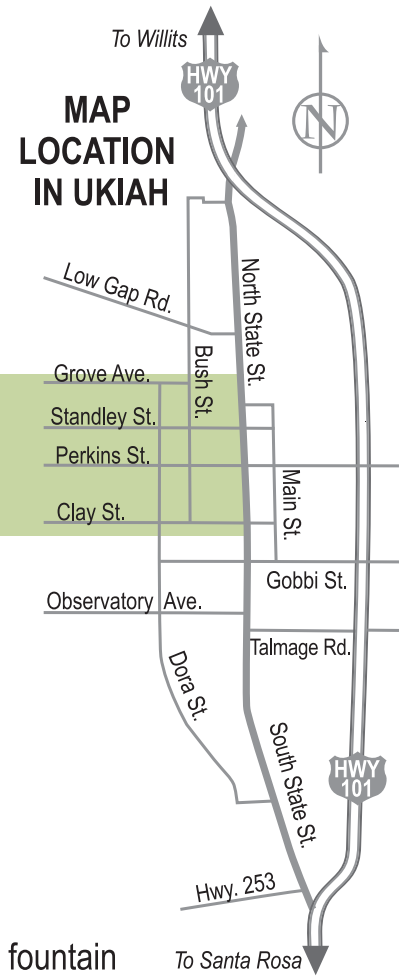 To Willits
HWY
101
MAP
LOCATION
IN UKIAH
N
Low Gap Rd.
North State St.
Bush St.
Grove Ave.
Standley St.
Perkins St.
Main St.
Clay St.
Gobbi St.
Observatory Ave.
Talmage Rd.
Dora St.
South State St.
HWY
101
Hwy. 253
fountain
To Santa Rosa